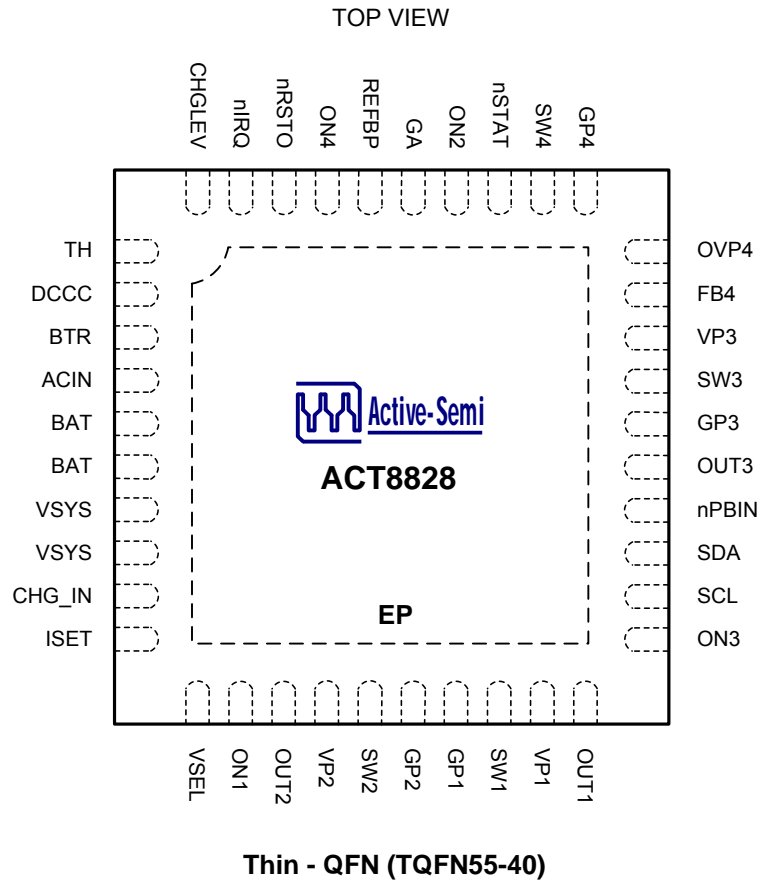 TOP VIEW
CHGLEV
nIRQ
nRSTO
ON4
REFBP
GA
ON2
nSTAT
SW4
GP4
TH
DCCC
BTR
ACIN
BAT
BAT
VSYS
VSYS
CHG_IN
ISET
OVP4
FB4
VP3
SW3
GP3
OUT3
nPBIN
SDA
SCL
ON3
Active-Semi
ACT8828
EP
VSEL
ON1
OUT2
VP2
SW2
GP2
GP1
SW1
VP1
OUT1
Thin - QFN (TQFN55-40)